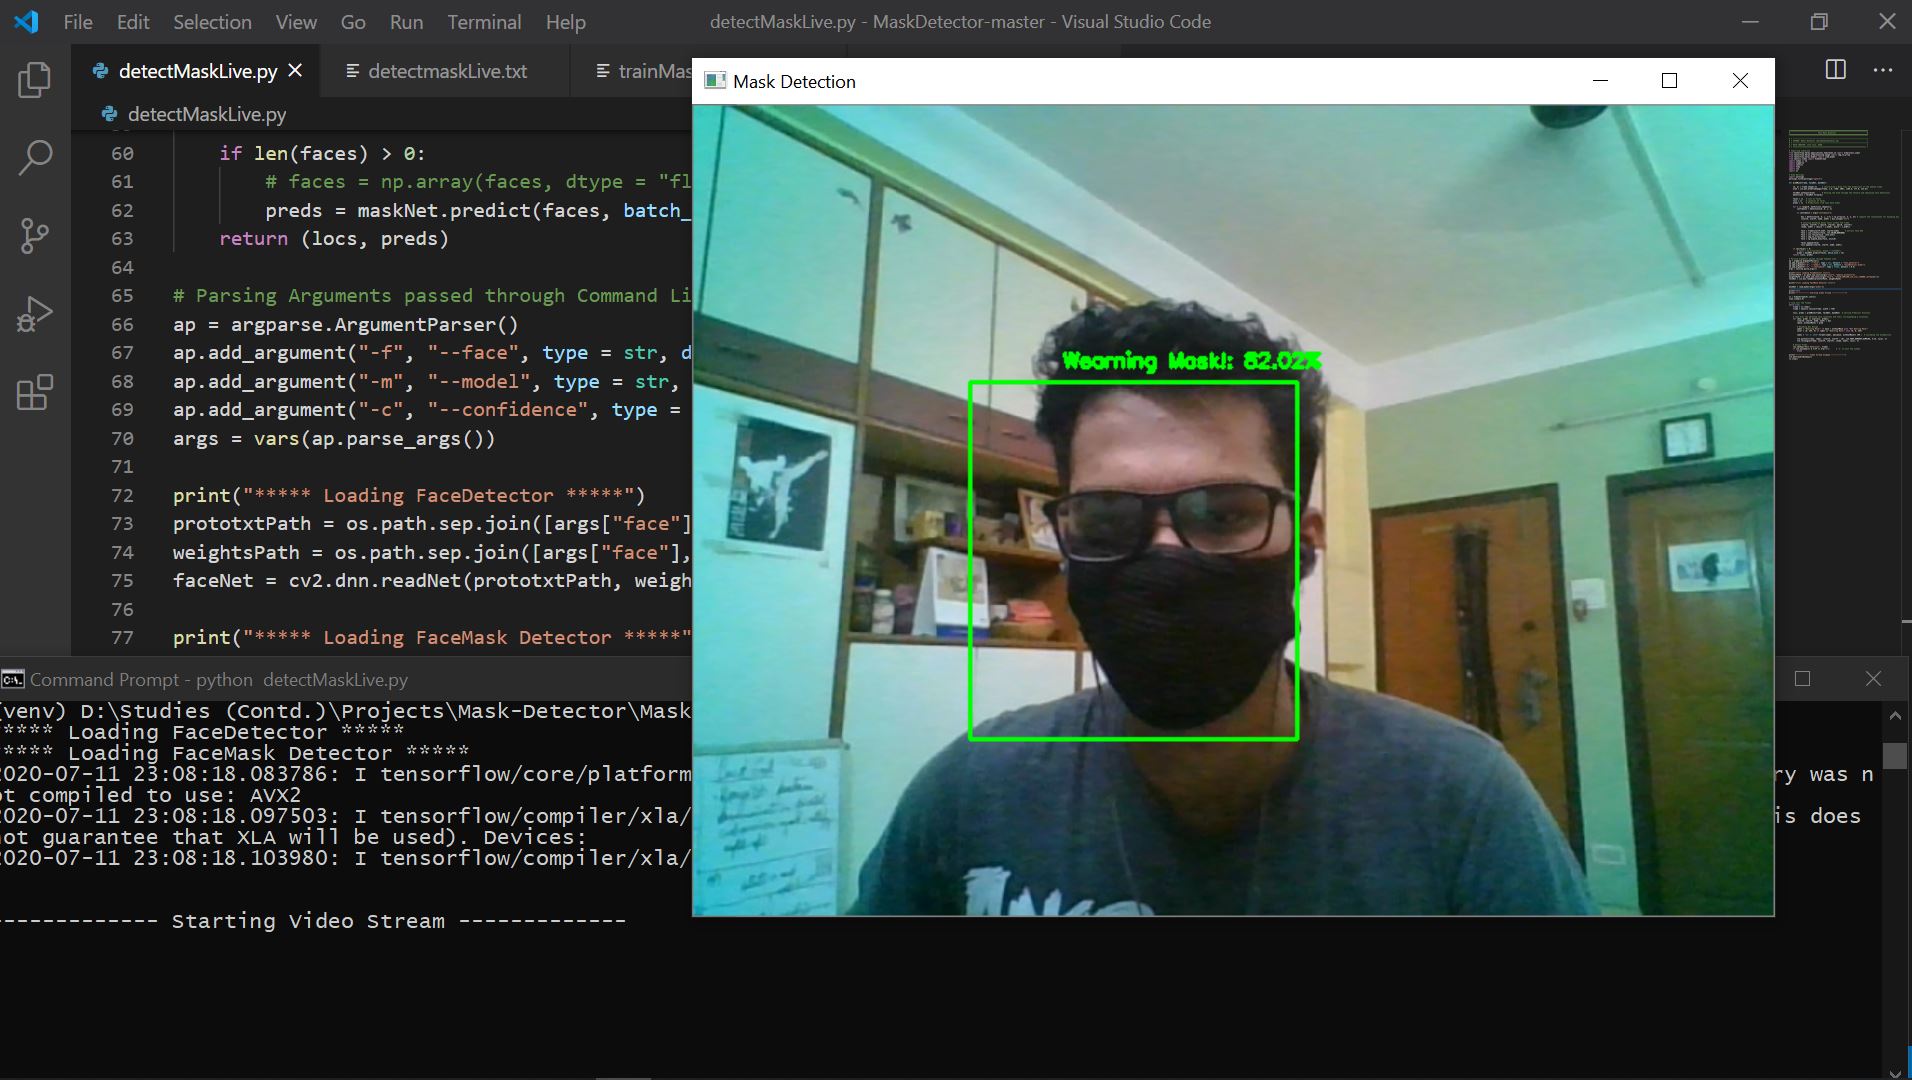 File Edit Selection View Go Run Terminal Help
detectMaskLive.py - MaskDetector-master - Visual Studio Code
detectMaskLive.py
detectmaskLive.txt
trainMas
detectMaskLive.py
60 if len(faces) > 0:
61 # faces = np.array(faces, dtype = "fl
62 preds = maskNet.predict(faces, batch_
63 return (locs, preds)
64
65 # Parsing Arguments passed through Command Li
66 ap = argparse.ArgumentParser()
67 ap.add_argument("-f", "--face", type = str, d
68 ap.add_argument("-m", "--model", type = str,
69 ap.add_argument("-c", "--confidence", type =
70 args = vars(ap.parse_args())
71
72 print("***** Loading FaceDetector *****")
73 prototxtPath = os.path.sep.join([args["face"]
74 weightsPath = os.path.sep.join([args["face"],
75 faceNet = cv2.dnn.readNet(prototxtPath, weigh
76
77 print("***** Loading FaceMask Detector *****"
Mask Detection
Wearning Mask!: 82.02%
Command Prompt - python detectMaskLive.py
(venv) D:\Studies (Contd.)\Projects\Mask-Detector\Mask
**** Loading FaceDetector *****
***** Loading FaceMask Detector *****
2020-07-11 23:08:18.083786: I tensorflow/core/platform
ry was n
ot compiled to use: AVX2
2020-07-11 23:08:18.097503: I tensorflow/compiler/xla/
is does
not guarantee that XLA will be used). Devices:
2020-07-11 23:08:18.103980: I tensorflow/compiler/xla/
------------- Starting Video Stream -------------